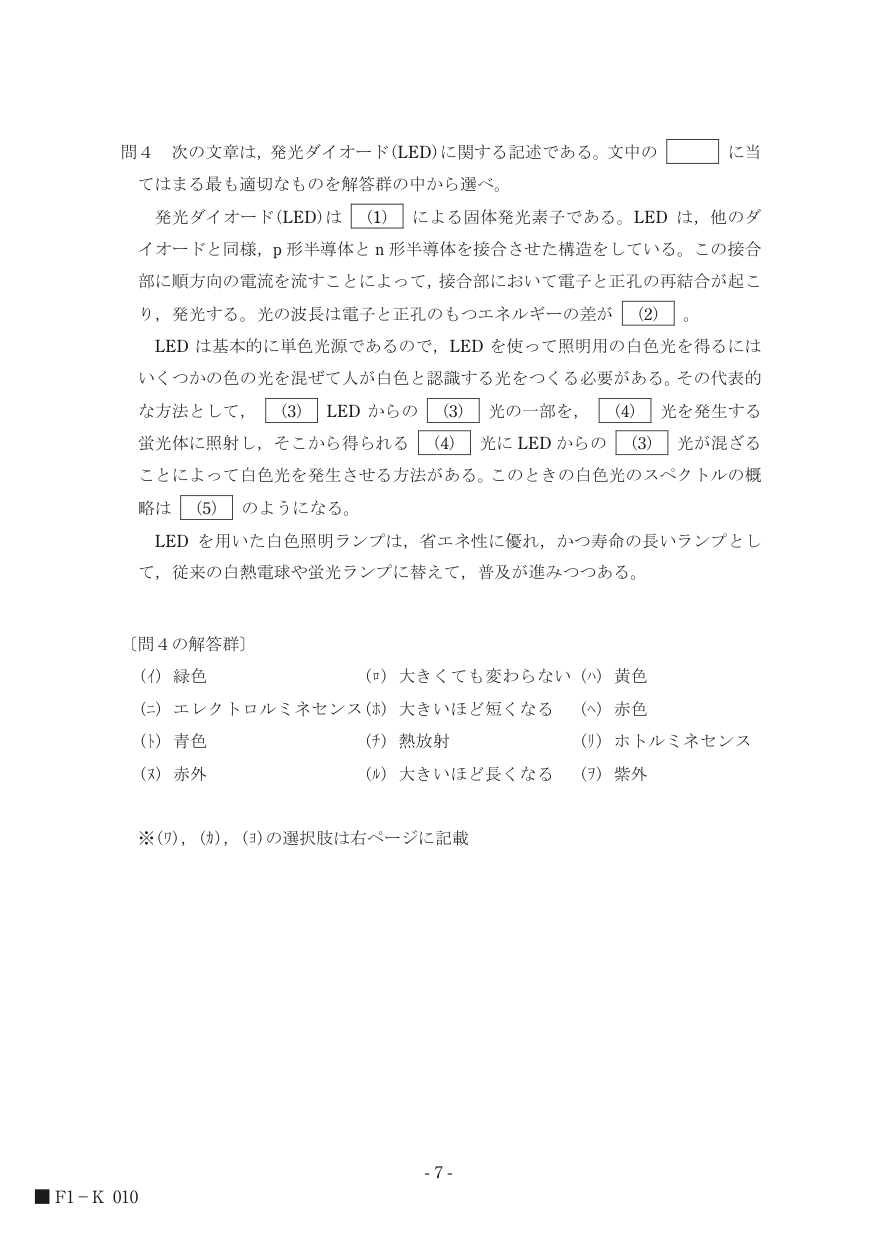 問４　次の文章は，発光ダイオード(LED)に関する記述である。文中の　　　に当
てはまる最も適切なものを解答群の中から選べ。
発光ダイオード(LED)は (1) による固体発光素子である。LED は，他のダ
イオードと同様，p 形半導体と n 形半導体を接合させた構造をしている。この接合
部に順方向の電流を流すことによって，接合部において電子と正孔の再結合が起こ
り，発光する。光の波長は電子と正孔のもつエネルギーの差が (2) 。
LED は基本的に単色光源であるので，LED を使って照明用の白色光を得るには
いくつかの色の光を混ぜて人が白色と認識する光をつくる必要がある。その代表的
な方法として， (3) LED からの (3) 光の一部を， (4) 光を発生する
蛍光体に照射し，そこから得られる (4) 光に LED からの (3) 光が混ざる
ことによって白色光を発生させる方法がある。このときの白色光のスペクトルの概
略は (5) のようになる。
LED を用いた白色照明ランプは，省エネ性に優れ，かつ寿命の長いランプとし
て，従来の白熱電球や蛍光ランプに替えて，普及が進みつつある。
〔問４の解答群〕
(ｲ) 緑色　(ﾛ) 大きくても変わらない　(ﾊ) 黄色
(ﾆ) エレクトロルミネセンス　(ﾎ) 大きいほど短くなる　(ﾍ) 赤色
(ﾄ) 青色　(ﾁ) 熱放射　(ﾘ) ホトルミネセンス
(ﾇ) 赤外　(ﾙ) 大きいほど長くなる　(ｦ) 紫外
※(ﾜ)，(ｶ)，(ﾖ)の選択肢は右ページに記載
- 7 -
■F1－K 010